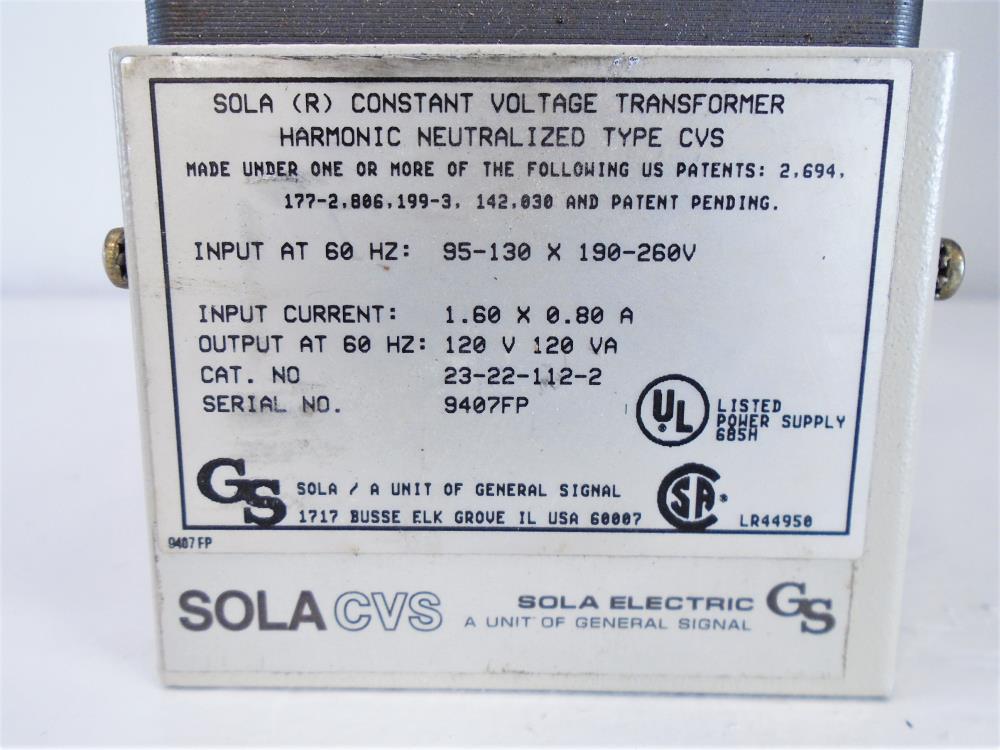 SOLA (R) CONSTANT VOLTAGE TRANSFORMER
HARMONIC NEUTRALIZED TYPE CVS
MADE UNDER ONE OR MORE OF THE FOLLOWING US PATENTS: 2,694,
177-2,806,199-3, 142,030 AND PATENT PENDING.
INPUT AT 60 HZ: 95-130 X 190-260V
INPUT CURRENT: 1.60 X 0.80 A
OUTPUT AT 60 HZ: 120 V 120 VA
CAT. NO 23-22-112-2
SERIAL NO. 9407FP
UL ® LISTED
POWER SUPPLY
685H
GS SOLA / A UNIT OF GENERAL SIGNAL
1717 BUSSE ELK GROVE IL USA 60007
SA ® LR44950
9407FP
SOLA CVS SOLA ELECTRIC GS
A UNIT OF GENERAL SIGNAL